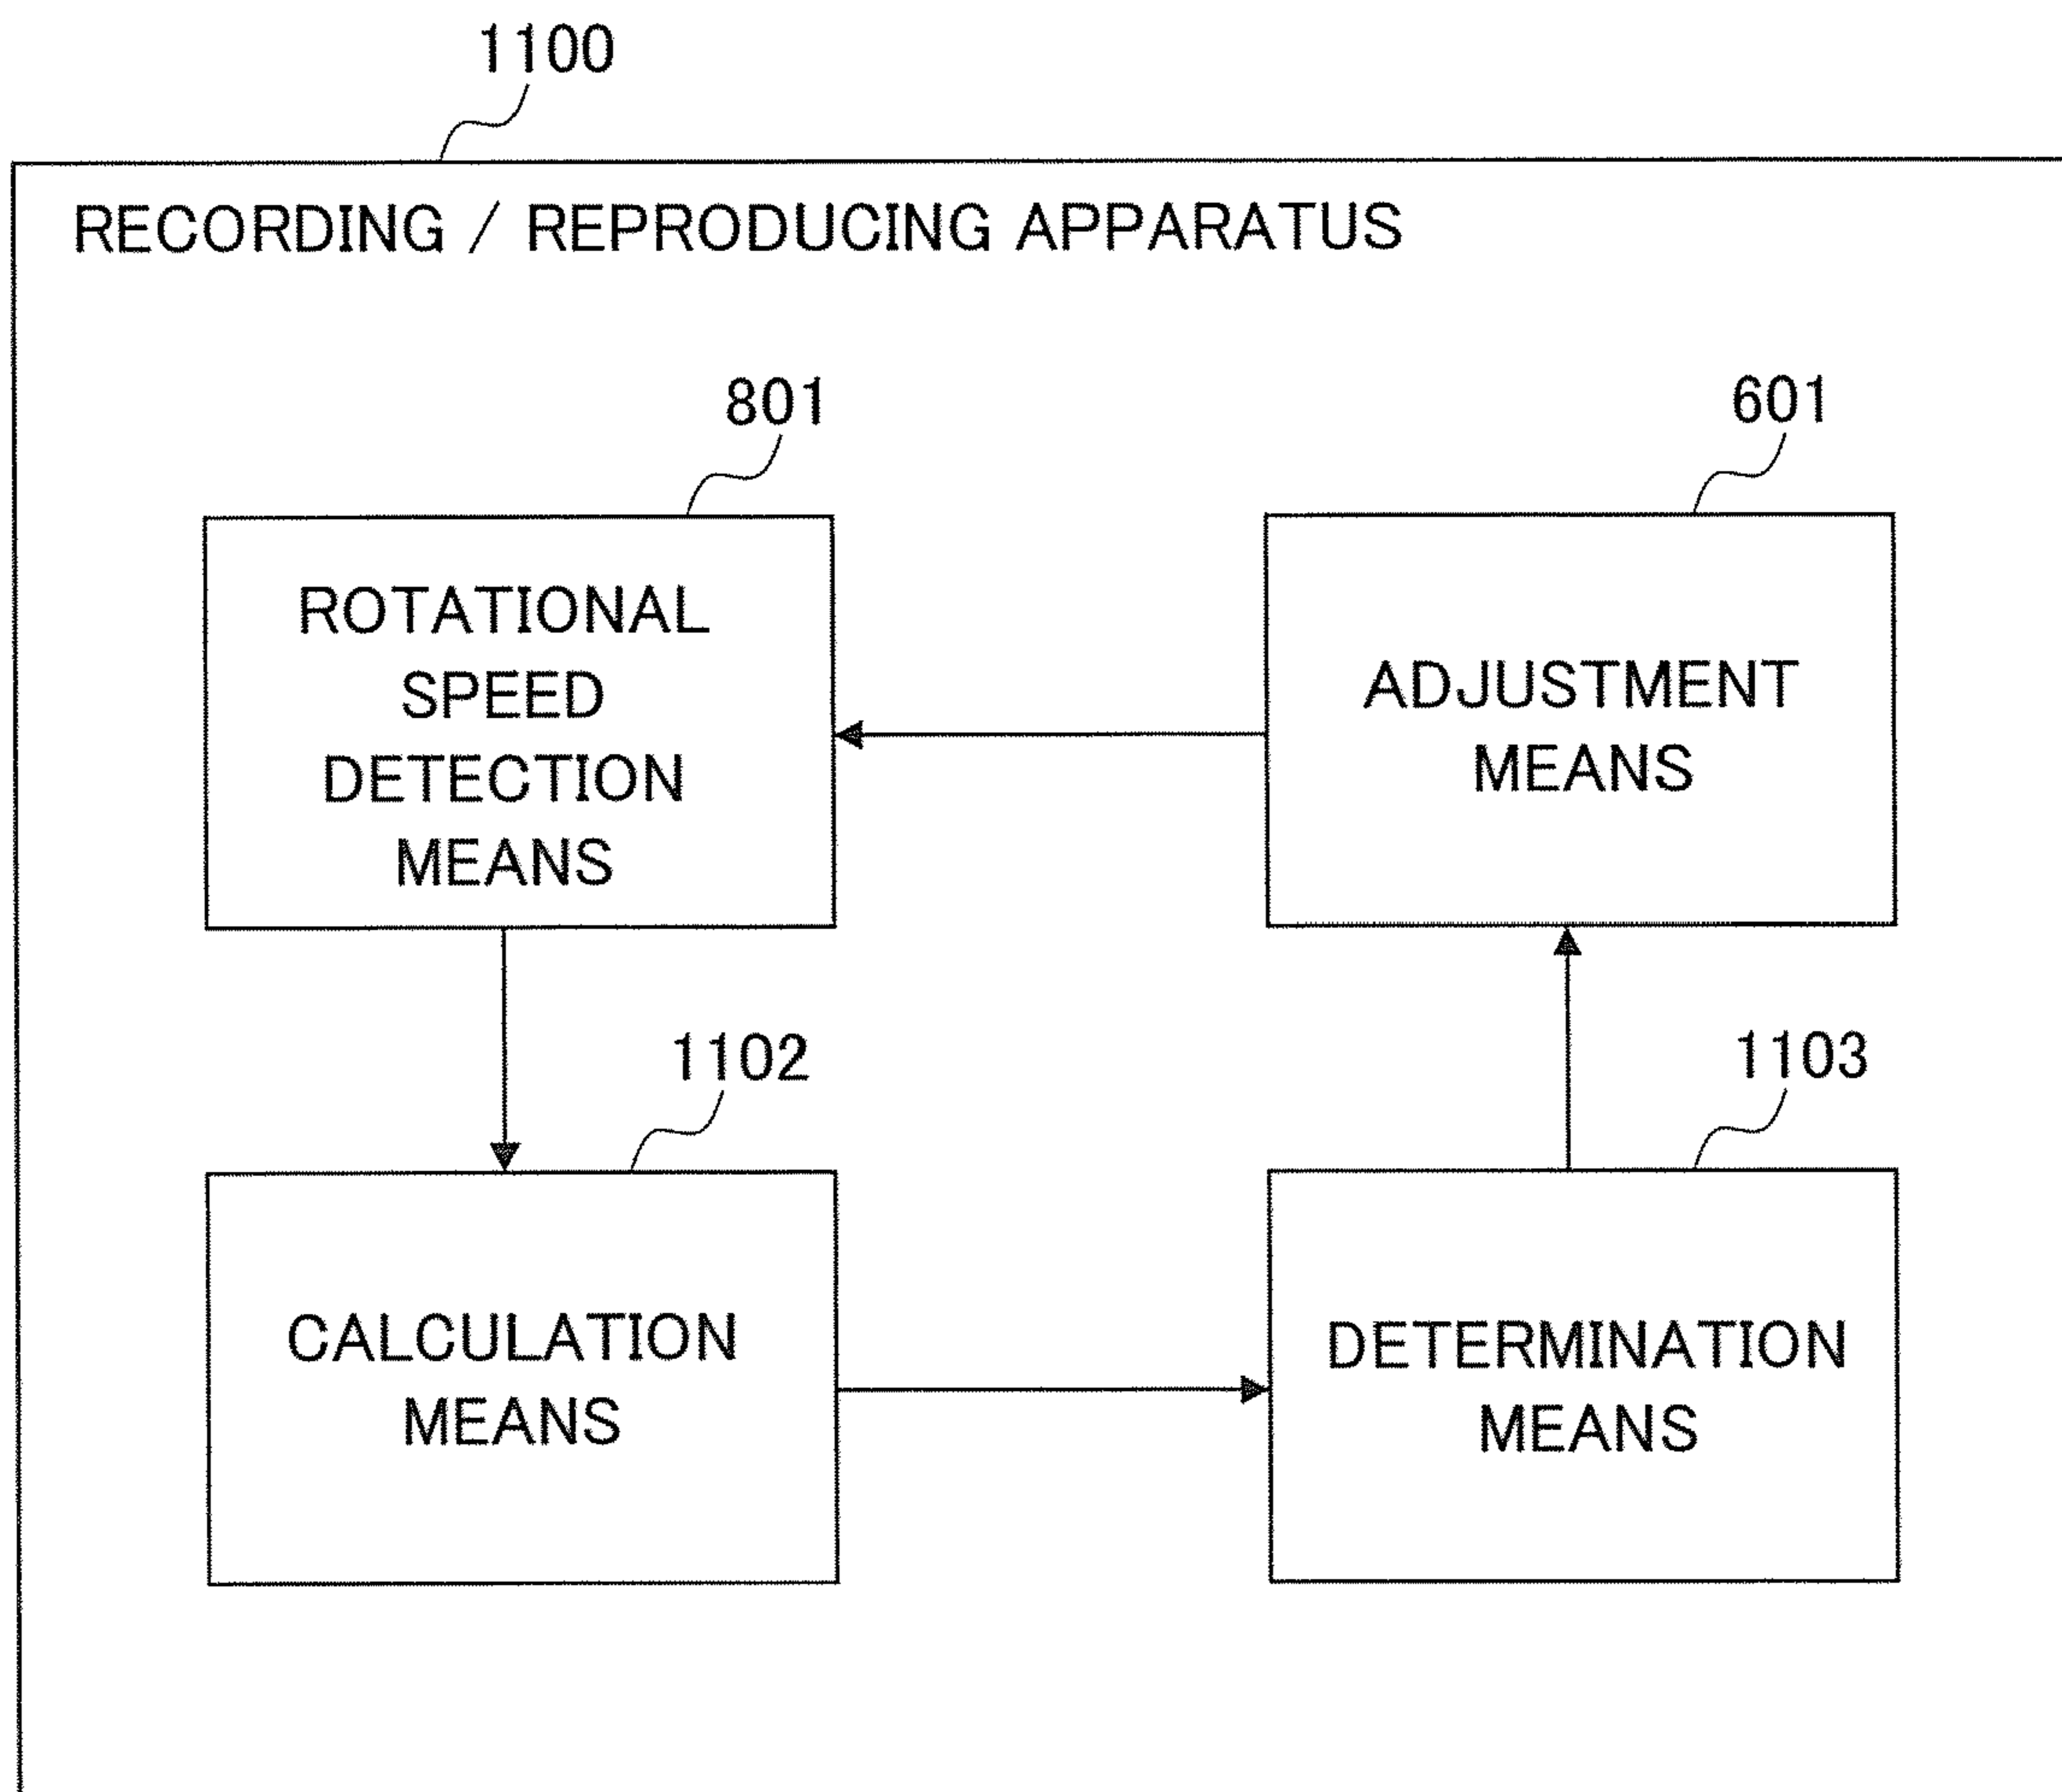 1100
RECORDING / REPRODUCING APPARATUS
801
601
ROTATIONAL
SPEED
DETECTION
MEANS
ADJUSTMENT
MEANS
1102
1103
CALCULATION
MEANS
DETERMINATION
MEANS